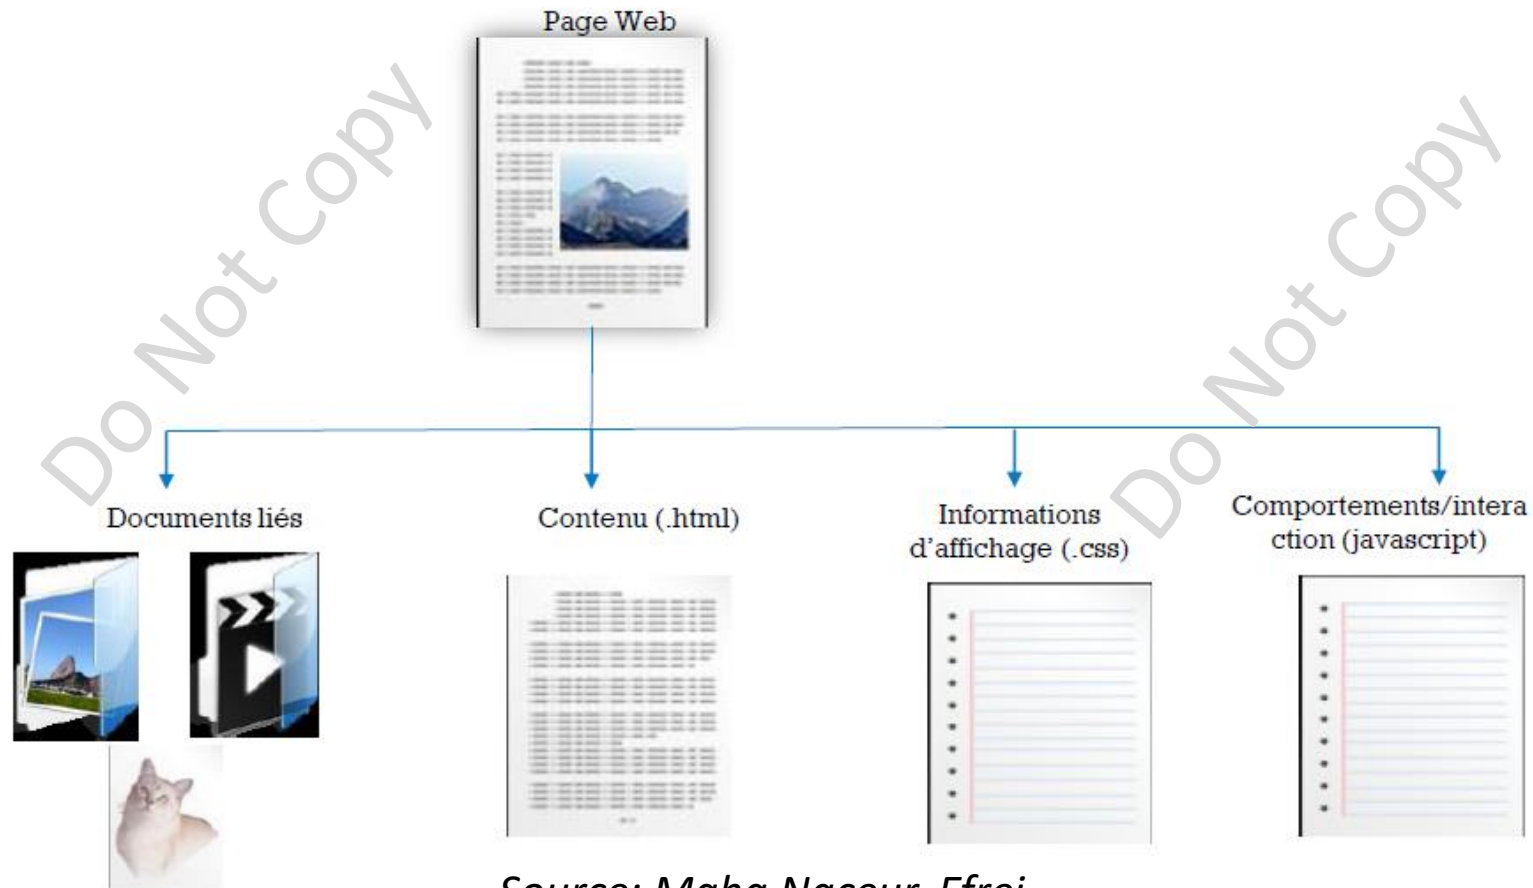 Page Web
Do Not Copy
Do Not Copy
Documents liés
Contenu (.html)
Informations
d'affichage (.css)
Comportements/intera
ction (javascript)
Source: Maha Naceur, Efrei